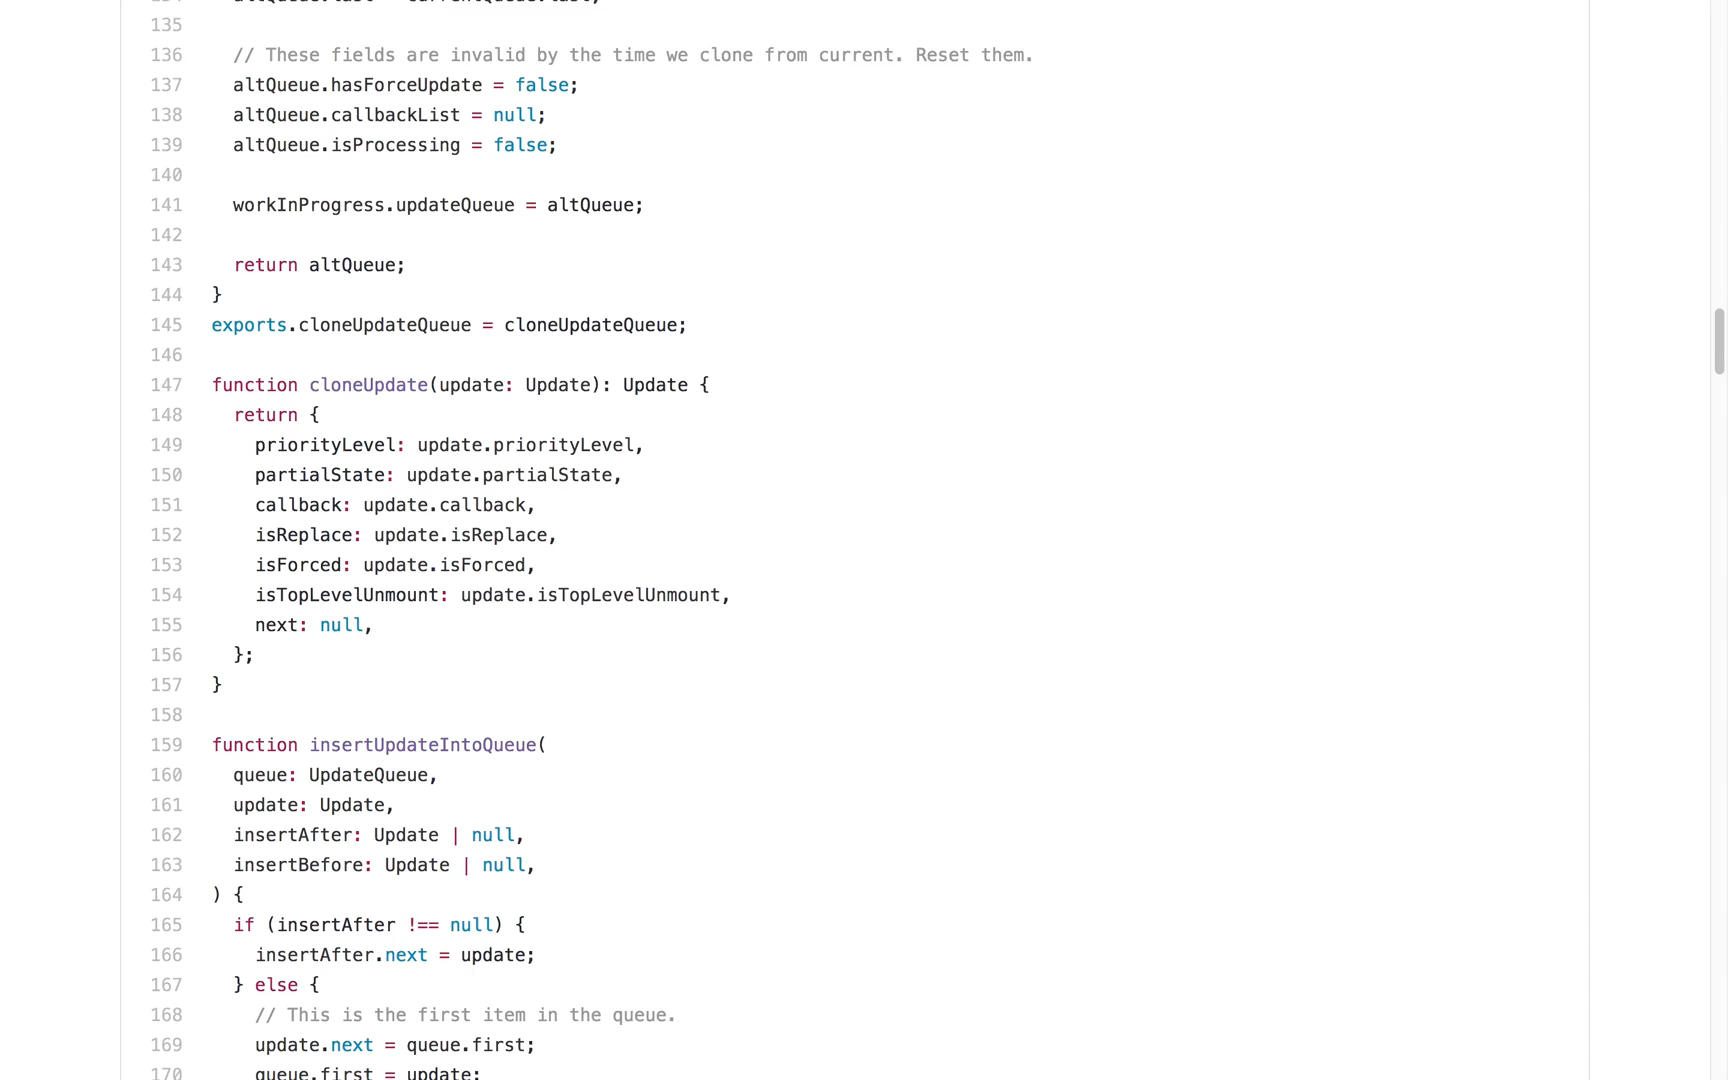 135
136 // These fields are invalid by the time we clone from current. Reset them.
137 altQueue.hasForceUpdate = false;
138 altQueue.callbackList = null;
139 altQueue.isProcessing = false;
140
141 workInProgress.updateQueue = altQueue;
142
143 return altQueue;
144 }
145 exports.cloneUpdateQueue = cloneUpdateQueue;
146
147 function cloneUpdate(update: Update): Update {
148 return {
149 priorityLevel: update.priorityLevel,
150 partialState: update.partialState,
151 callback: update.callback,
152 isReplace: update.isReplace,
153 isForced: update.isForced,
154 isTopLevelUnmount: update.isTopLevelUnmount,
155 next: null,
156 };
157 }
158
159 function insertUpdateIntoQueue(
160 queue: UpdateQueue,
161 update: Update,
162 insertAfter: Update | null,
163 insertBefore: Update | null,
164 ) {
165 if (insertAfter !== null) {
166 insertAfter.next = update;
167 } else {
168 // This is the first item in the queue.
169 update.next = queue.first;
170 queue.first = update;